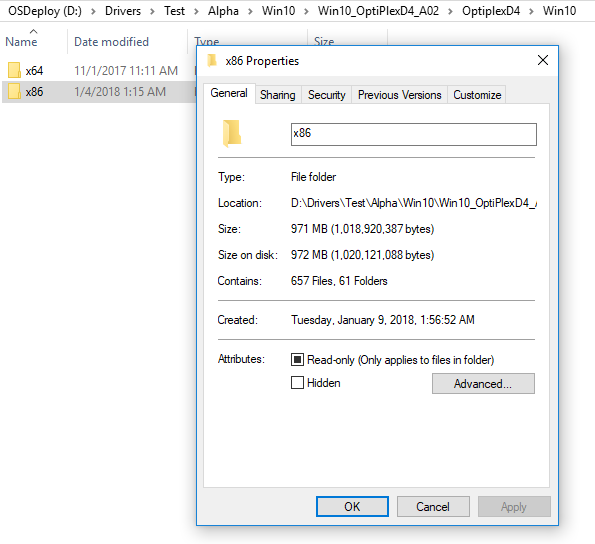 OSDeploy (D:) > Drivers > Test > Alpha > Win10 > Win10_OptiPlexD4_A02 > OptiplexD4 > Win10
Name Date modified Type Size
x64 11/1/2017 11:11 AM
x86 1/4/2018 1:15 AM
x86 Properties
General Sharing Security Previous Versions Customize
x86
Type: File folder
Location: D:\Drivers\Test\Alpha\Win10\Win10_OptiPlexD4_A
Size: 971 MB (1,018,920,387 bytes)
Size on disk: 972 MB (1,020,121,088 bytes)
Contains: 657 Files, 61 Folders
Created: Tuesday, January 9, 2018, 1:56:52 AM
Attributes: Read-only (Only applies to files in folder)
Hidden Advanced...
OK Cancel Apply